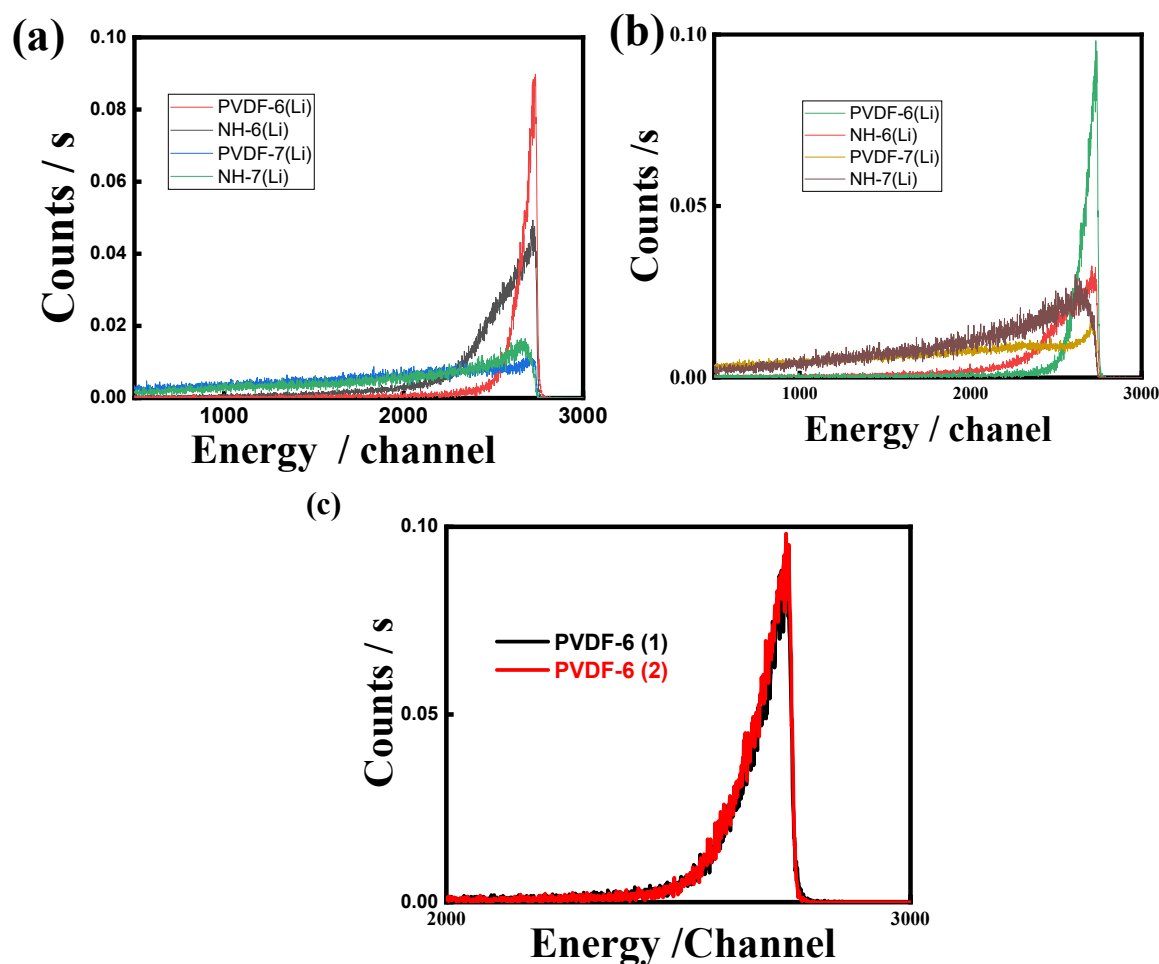 (a)
0.10
0.08
0.06
0.04
0.02
0.00
Counts / s
PVDF-6(Li)
NH-6(Li)
PVDF-7(Li)
NH-7(Li)
1000
2000
3000
Energy / channel
(b)
0.10
0.05
0.00
Counts /s
PVDF-6(Li)
NH-6(Li)
PVDF-7(Li)
NH-7(Li)
1000
2000
3000
Energy / chanel
(c)
0.10
0.05
0.00
Counts / s
PVDF-6 (1)
PVDF-6 (2)
2000
3000
Energy /Channel